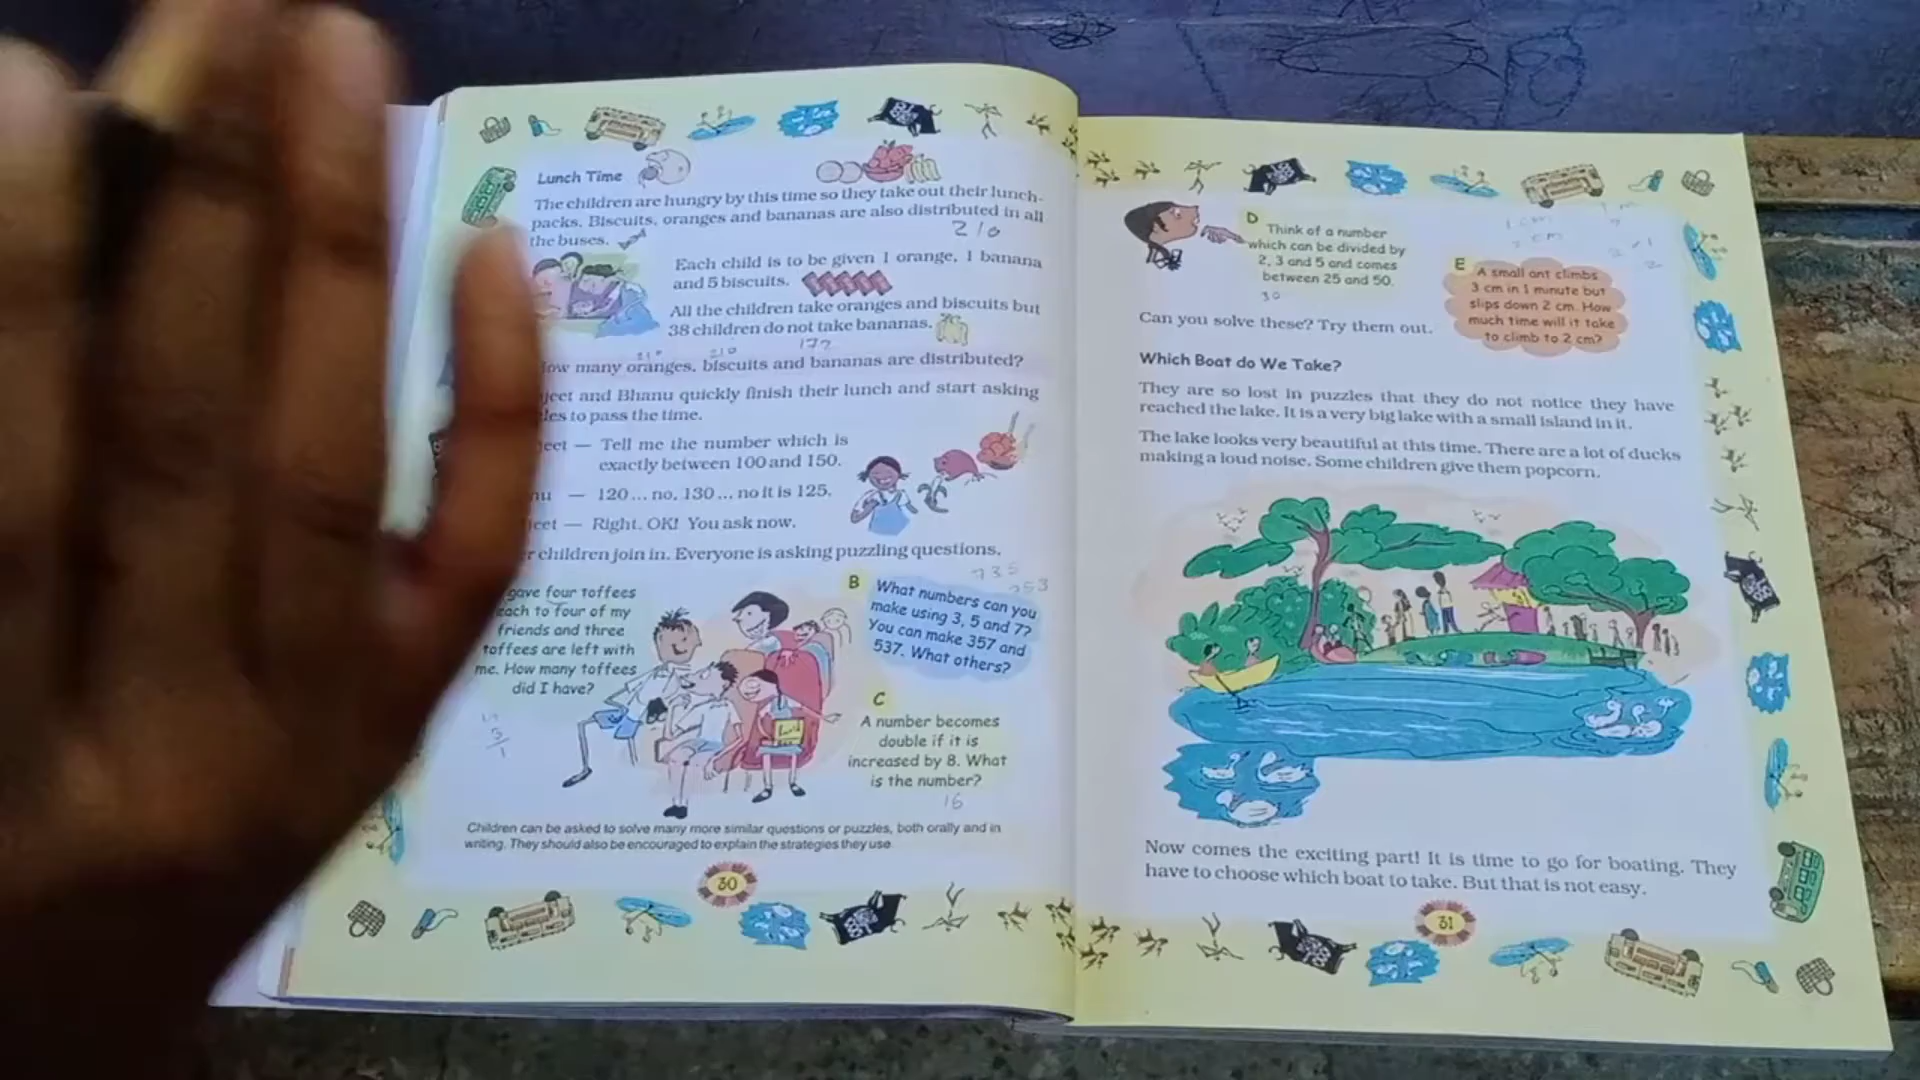 Lunch Time
The children are hungry by this time so they take out their lunch-
packs. Biscuits, oranges and bananas are also distributed in all
the buses.
210
Each child is to be given 1 orange, 1 banana
and 5 biscuits.
All the children take oranges and biscuits but
38 children do not take bananas.
210 210
many oranges, biscuits and bananas are distributed?
and Bhanu quickly finish their lunch and start asking
to pass the time.
— Tell me the number which is
exactly between 100 and 150.
— 120 ... no, 130 ... no it is 125.
— Right. OK! You ask now.
children join in. Everyone is asking puzzling questions.
gave four toffees
each to four of my
friends and three
toffees are left with
me. How many toffees
did I have?
3
1
735
753
B
What numbers can you
make using 3, 5 and 7?
You can make 357 and
537. What others?
C
A number becomes
double if it is
increased by 8. What
is the number?
16
Children can be asked to solve many more similar questions or puzzles, both orally and in
writing. They should also be encouraged to explain the strategies they use.
30
D
Think of a number
which can be divided by
2, 3 and 5 and comes
between 25 and 50.
30
E
A small ant climbs
3 cm in 1 minute but
slips down 2 cm. How
much time will it take
to climb to 2 cm?
Can you solve these? Try them out.
Which Boat do We Take?
They are so lost in puzzles that they do not notice they have
reached the lake. It is a very big lake with a small island in it.
The lake looks very beautiful at this time. There are a lot of ducks
making a loud noise. Some children give them popcorn.
Now comes the exciting part! It is time to go for boating. They
have to choose which boat to take. But that is not easy.
31